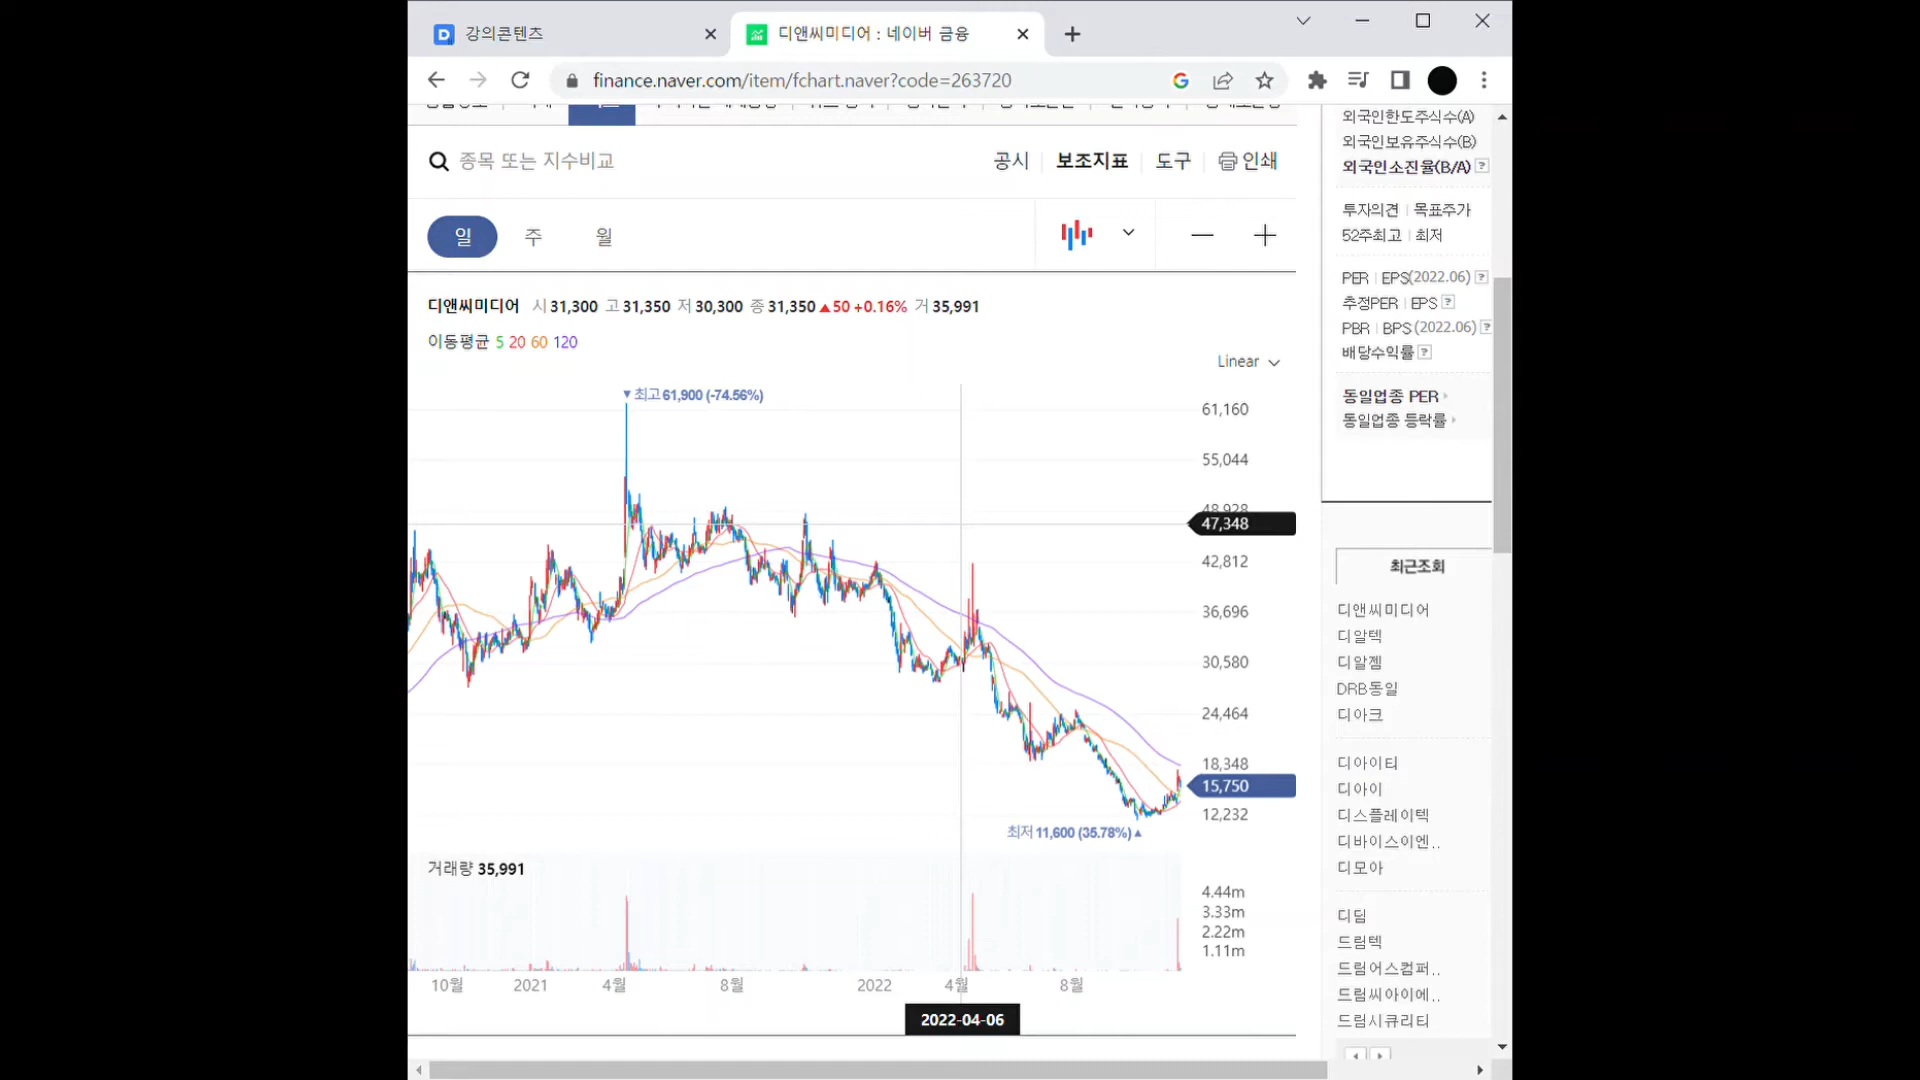 강의콘텐츠
디앤씨미디어 : 네이버 금융
finance.naver.com/item/fchart.naver?code=263720
종목 또는 지수비교
공시 보조지표 도구 인쇄
일 주 월
디앤씨미디어 시 31,300 고 31,350 저 30,300 종 31,350 ▲50 +0.16% 거 35,991
이동평균 5 20 60 120
Linear
▼최고 61,900 (-74.56%)
61,160
55,044
48,928
47,348
42,812
36,696
30,580
24,464
18,348
15,750
12,232
최저 11,600 (35.78%)▲
거래량 35,991
4.44m
3.33m
2.22m
1.11m
10월 2021 4월 8월 2022 4월 8월
2022-04-06
외국인한도주식수(A)
외국인보유주식수(B)
외국인소진율(B/A) ?
투자의견 | 목표주가
52주최고 | 최저
PER | EPS(2022.06) ?
추정PER | EPS ?
PBR | BPS (2022.06) ?
배당수익률 ?
동일업종 PER
동일업종 등락률
최근조회
디앤씨미디어
디알텍
디알젬
DRB동일
디아크
디아이티
디아이
디스플레이텍
디바이스이엔..
디모아
디딤
드림텍
드림어스컴퍼..
드림씨아이에..
드림시큐리티